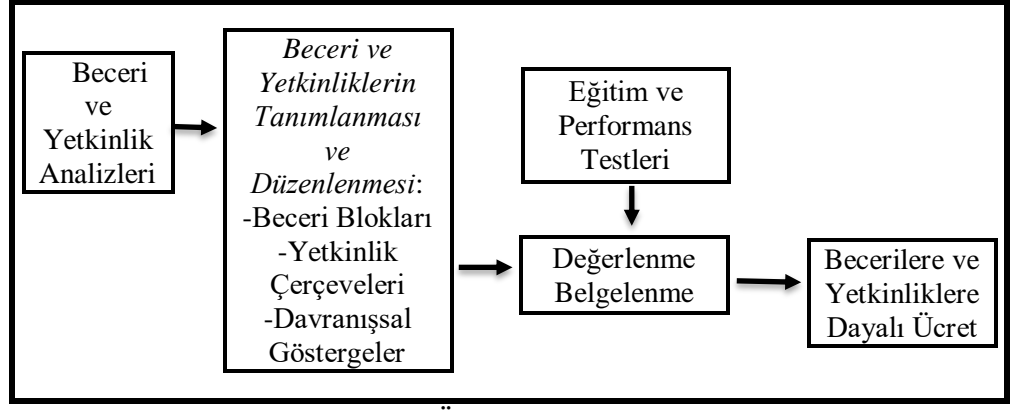 Beceri
ve
Yetkinlik
Analizleri
Beceri ve
Yetkinliklerin
Tanımlanması
ve
Düzenlenmesi:
-Beceri Blokları
-Yetkinlik
Çerçeveleri
-Davranışsal
Göstergeler
Eğitim ve
Performans
Testleri
Değerlenme
Belgelenme
Becerilere ve
Yetkinliklere
Dayalı Ücret